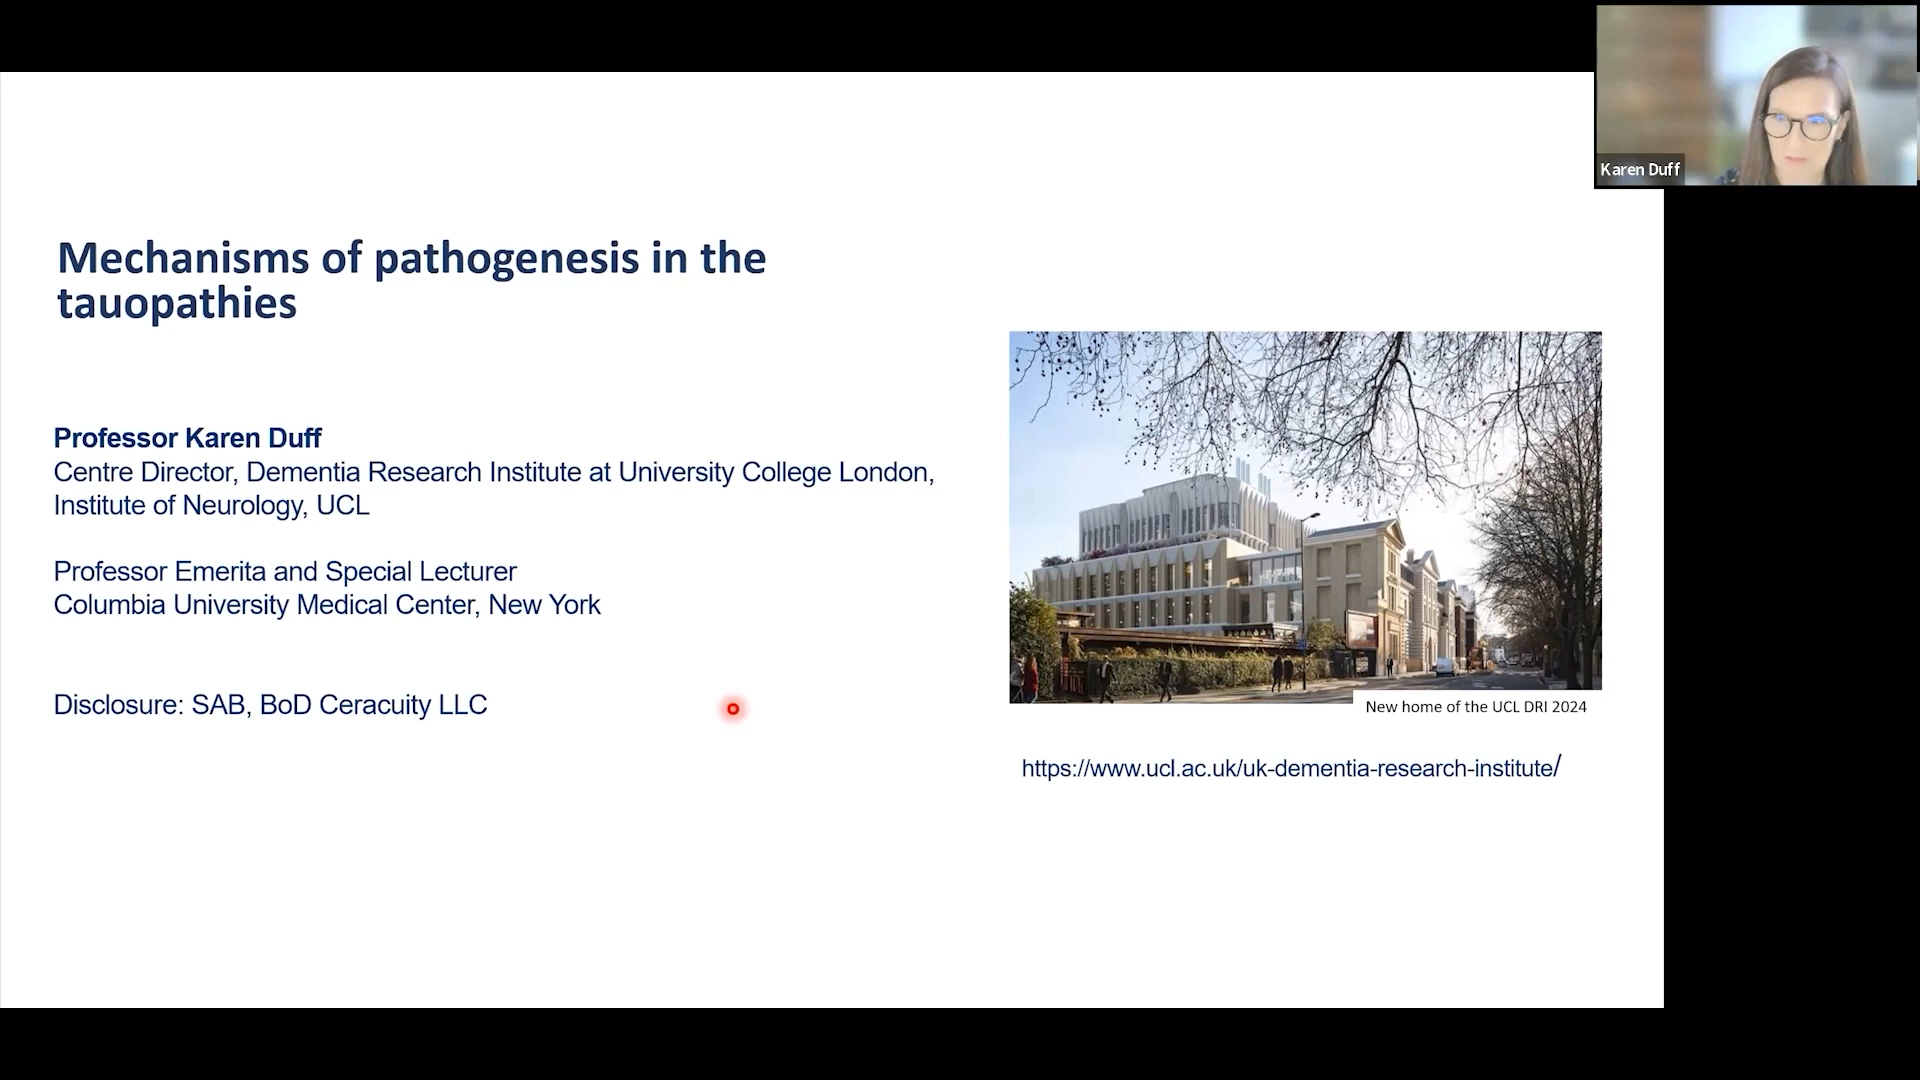 Karen Duff
Mechanisms of pathogenesis in the
tauopathies
Professor Karen Duff
Centre Director, Dementia Research Institute at University College London,
Institute of Neurology, UCL
Professor Emerita and Special Lecturer
Columbia University Medical Center, New York
Disclosure: SAB, BoD Ceracuity LLC
New home of the UCL DRI 2024
https://www.ucl.ac.uk/uk-dementia-research-institute/